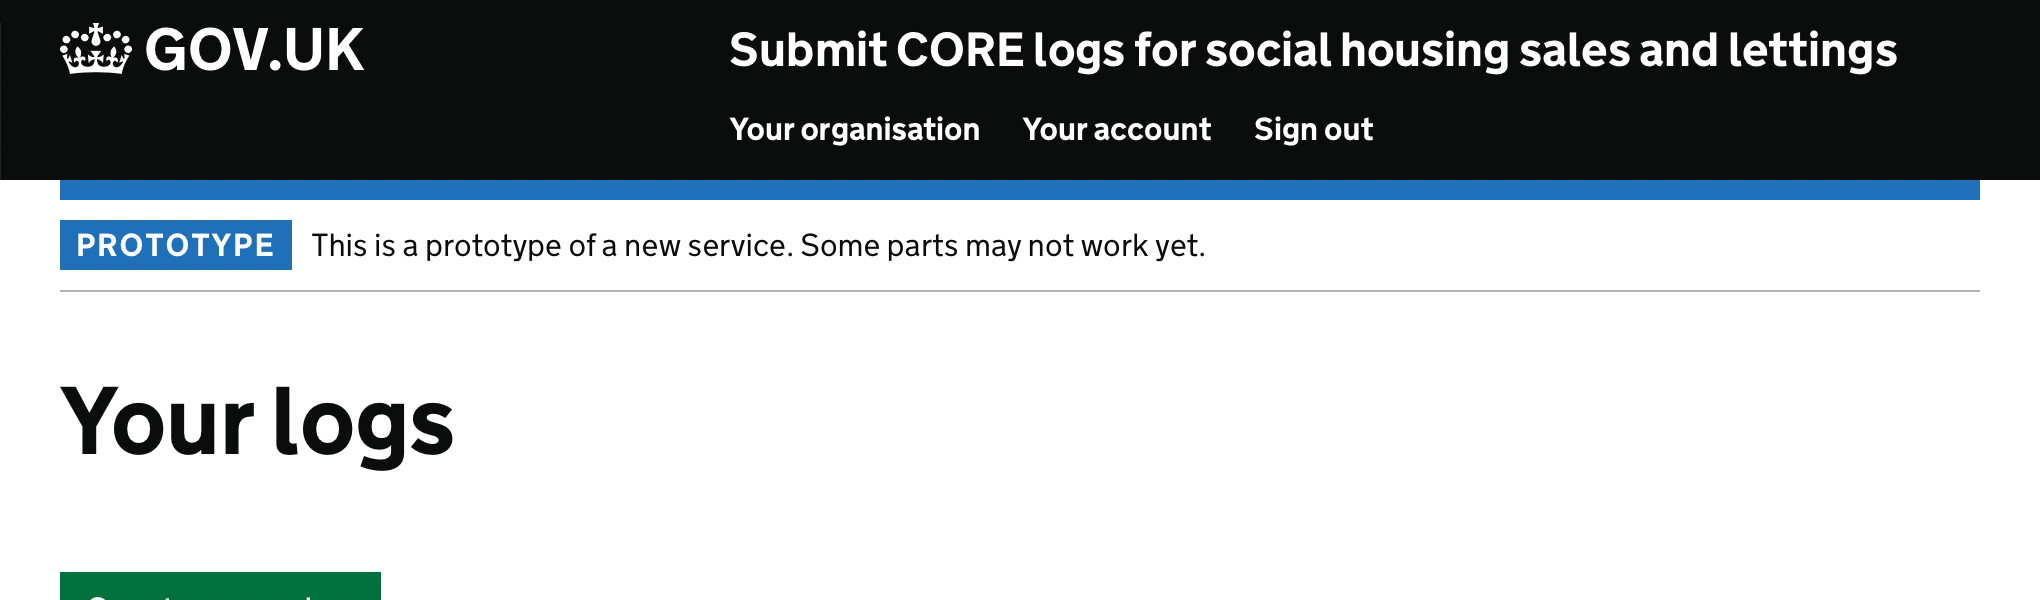 GOV.UK
Submit CORE logs for social housing sales and lettings
Your organisation Your account Sign out
PROTOTYPE This is a prototype of a new service. Some parts may not work yet.
Your logs